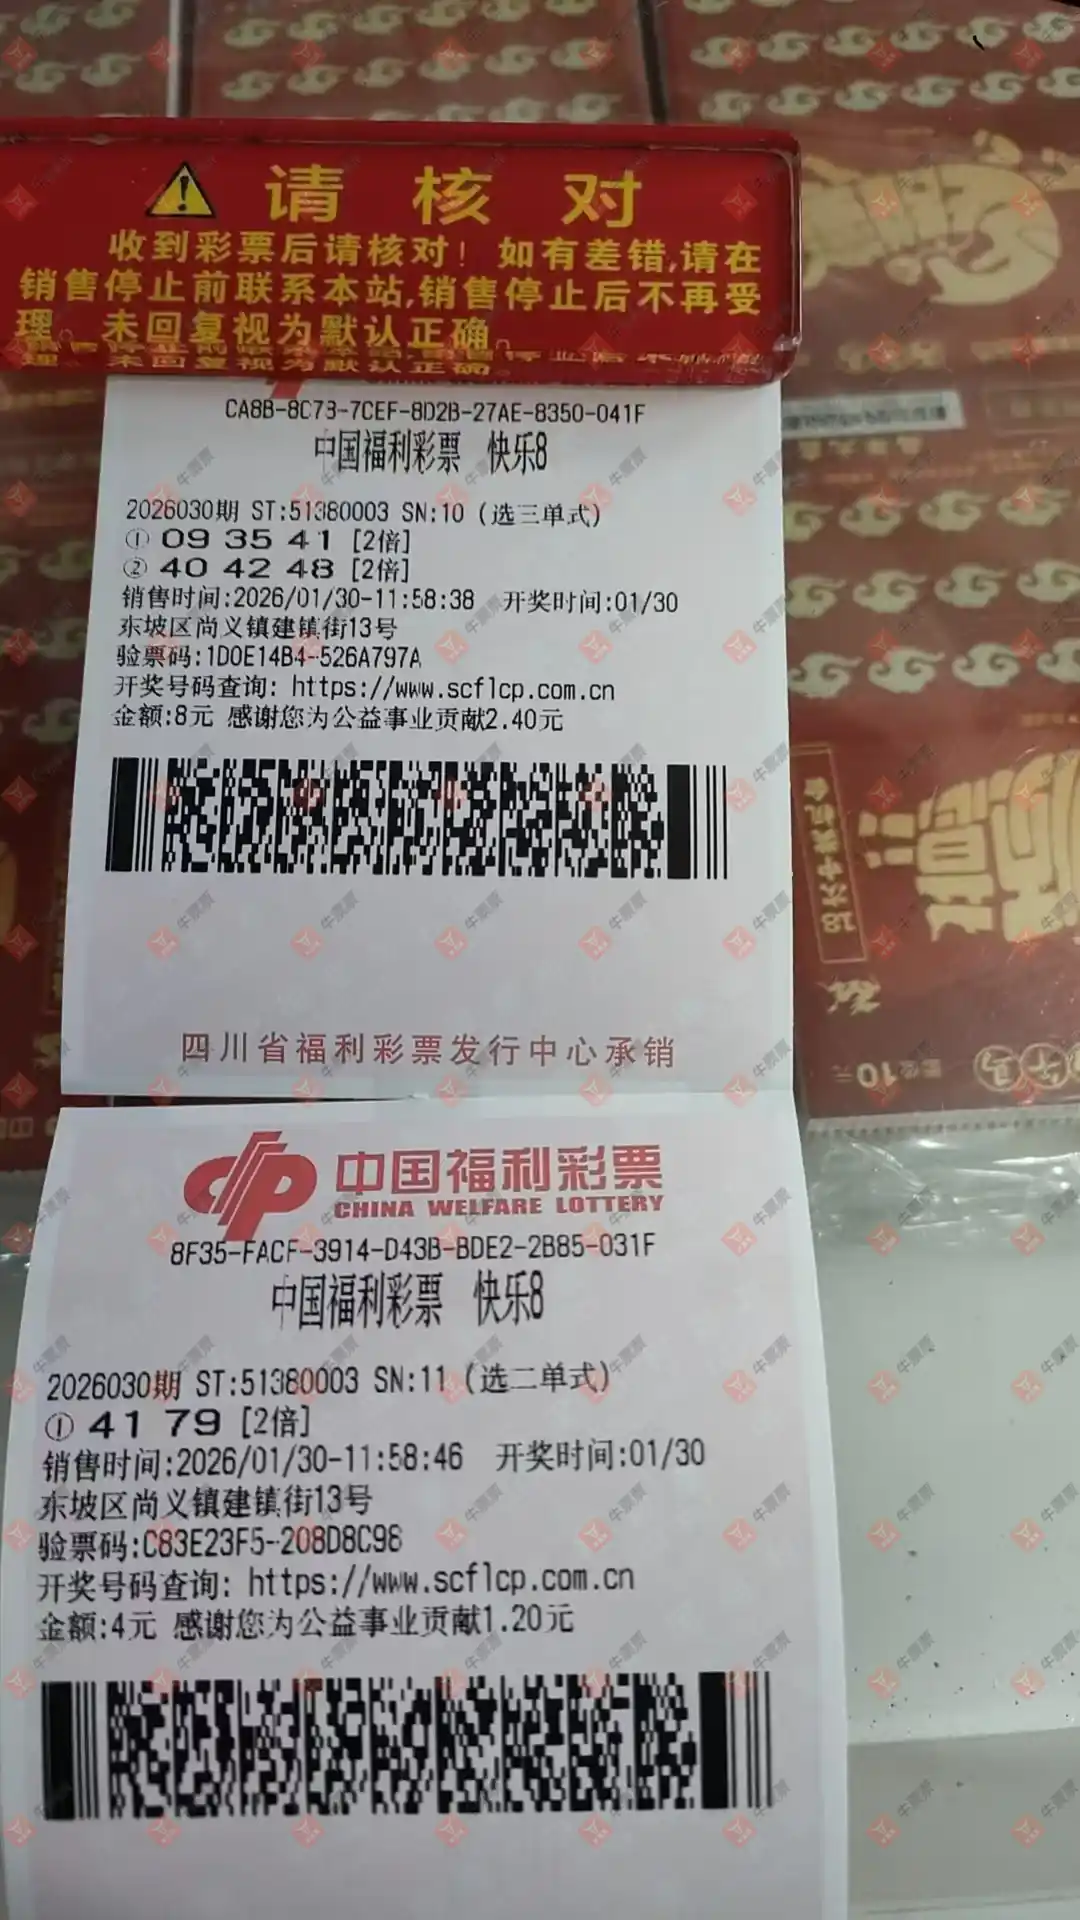 请核对
收到彩票后请核对！如有差错,请在
销售停止前联系本站,销售停止后不再受
理。未回复视为默认正确。
CA8B-8C73-7CEF-8D2B-27AE-8350-041F
中国福利彩票 快乐8
2026030期 ST:51380003 SN:10 (选三单式)
① 09 35 41 [2倍]
② 40 42 48 [2倍]
销售时间:2026/01/30-11:58:38 开奖时间:01/30
东坡区尚义镇建镇街13号
验票码:1D0E14B4-526A797A
开奖号码查询: https://www.scflcp.com.cn
金额:8元 感谢您为公益事业贡献2.40元
四川省福利彩票发行中心承销
中国福利彩票
CHINA WELFARE LOTTERY
8F35-FACF-3914-D43B-BDE2-2B85-031F
中国福利彩票 快乐8
2026030期 ST:51380003 SN:11 (选二单式)
① 41 79 [2倍]
销售时间:2026/01/30-11:58:46 开奖时间:01/30
东坡区尚义镇建镇街13号
验票码:C83E23F5-208D8C98
开奖号码查询: https://www.scflcp.com.cn
金额:4元 感谢您为公益事业贡献1.20元
18次中奖机会
10元
牛票票